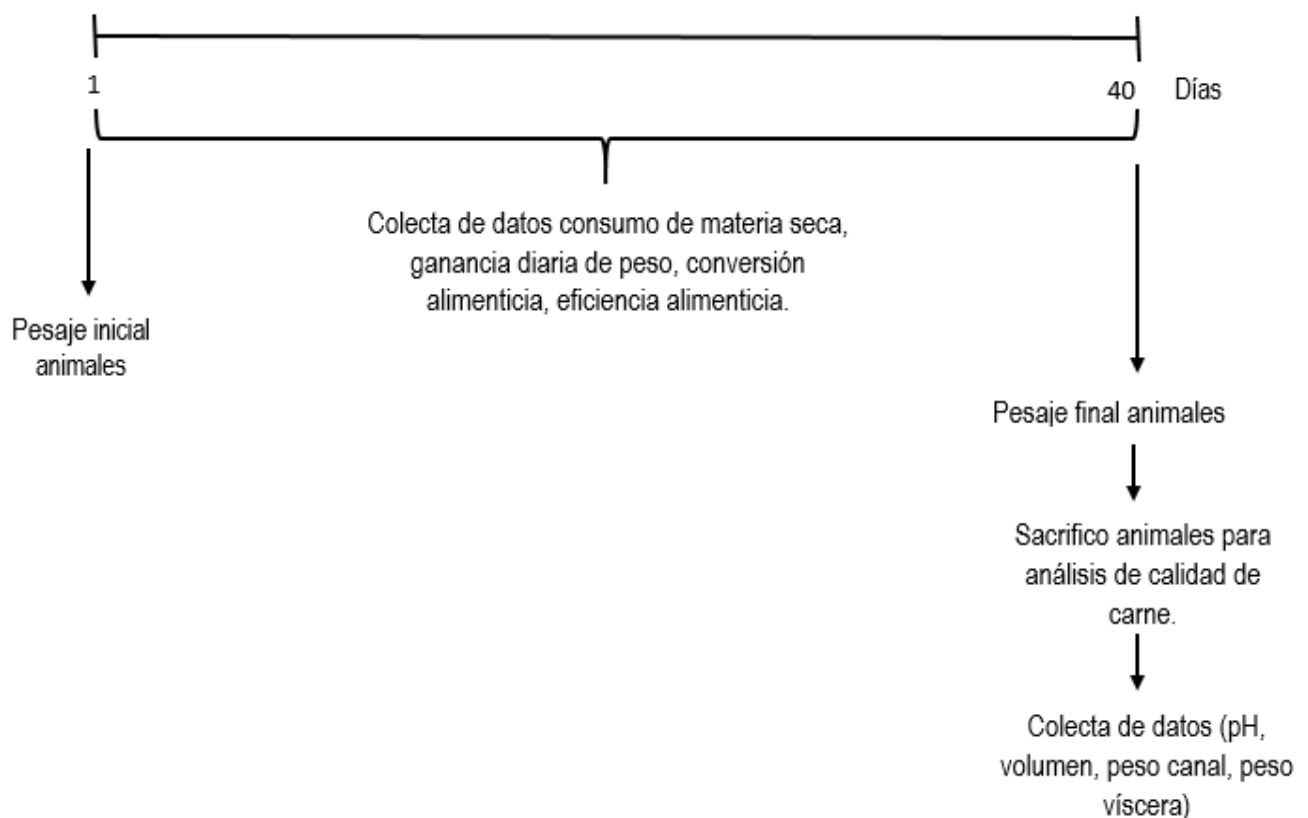 1
40
Días
Colecta de datos consumo de materia seca,
ganancia diaria de peso, conversión
alimenticia, eficiencia alimenticia.
Pesaje inicial
animales
Pesaje final animales
Sacrifico animales para
análisis de calidad de
carne.
Colecta de datos (pH,
volumen, peso canal, peso
víscera)